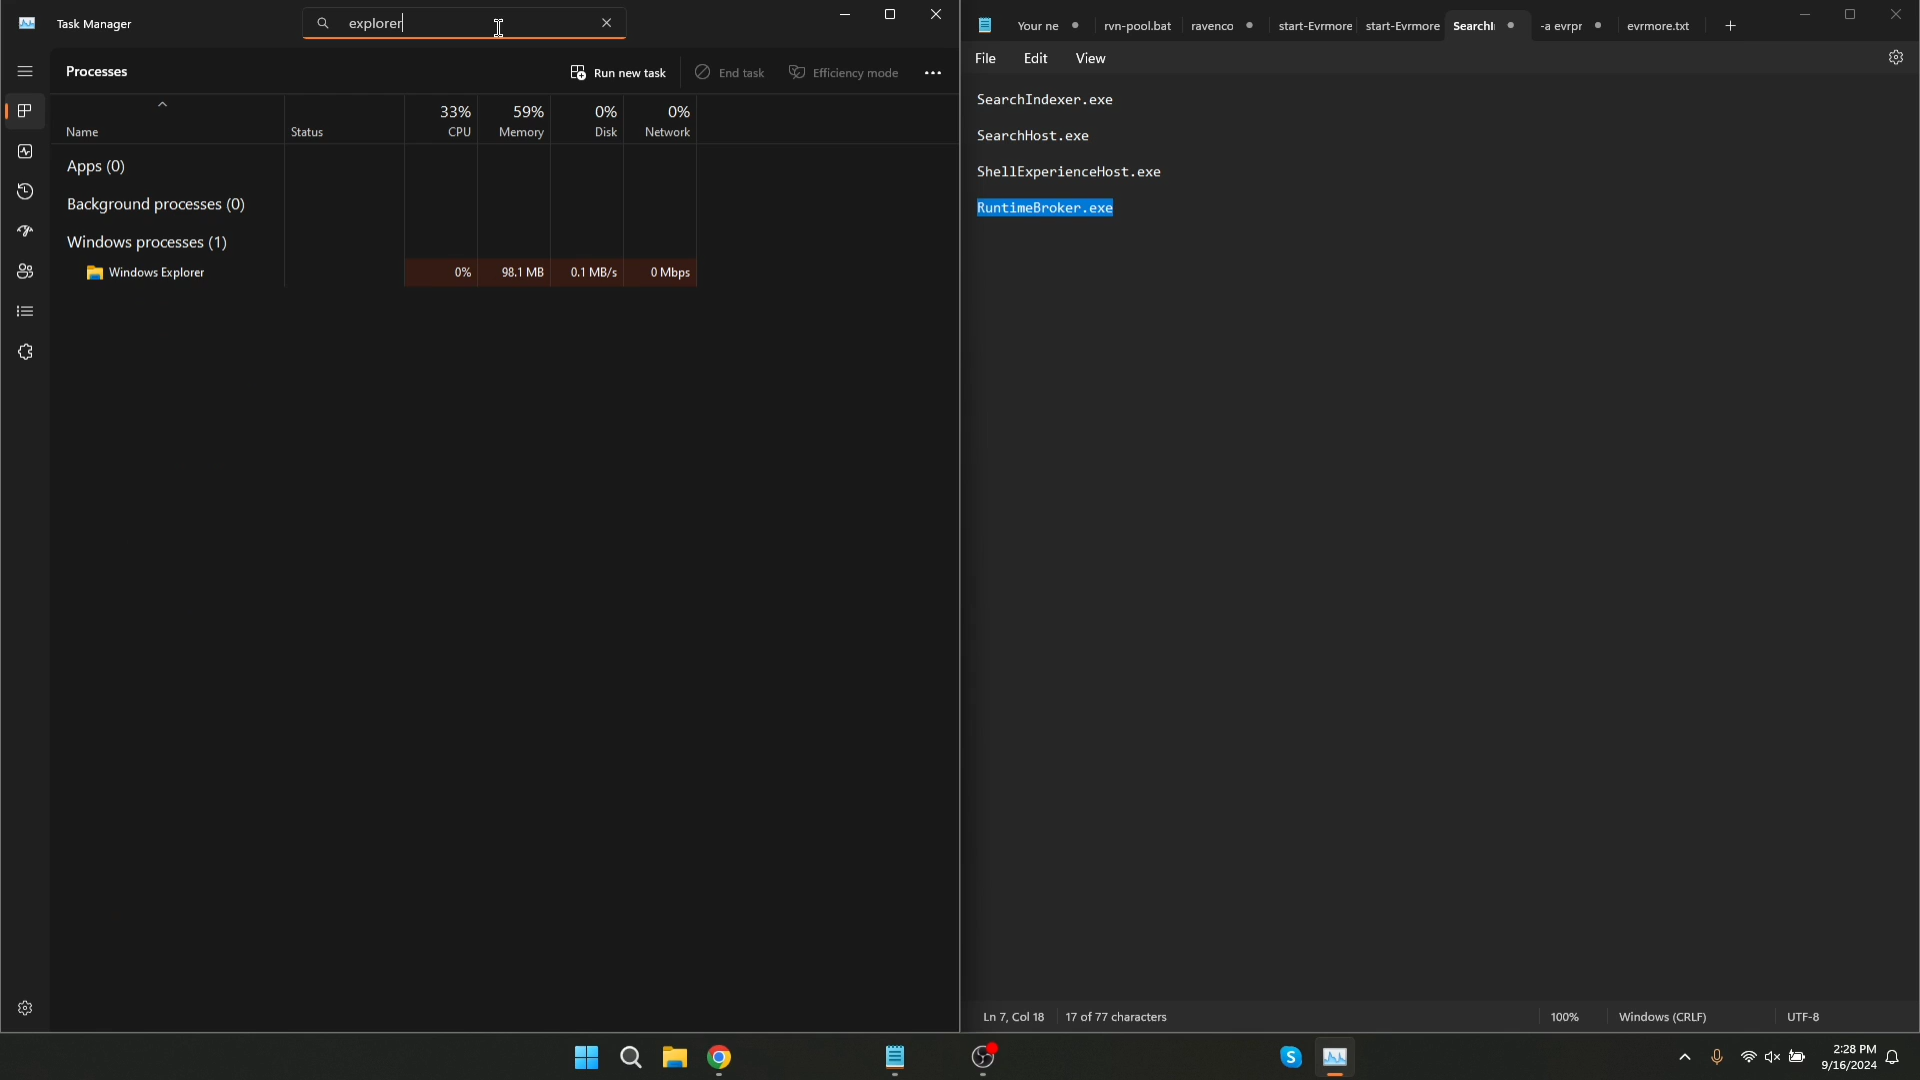 Task Manager
explorer
Processes
Run new task
End task
Efficiency mode
Name
Status
33%
CPU
59%
Memory
0%
Disk
0%
Network
Apps (0)
Background processes (0)
Windows processes (1)
Windows Explorer
0%
98.1 MB
0.1 MB/s
0 Mbps
Your ne
rvn-pool.bat
ravenco
start-Evrmore
start-Evrmore
SearchI
-a evrpr
evrmore.txt
File
Edit
View
SearchIndexer.exe
SearchHost.exe
ShellExperienceHost.exe
RuntimeBroker.exe
Ln 7, Col 18
17 of 77 characters
100%
Windows (CRLF)
UTF-8
S
2:28 PM
9/16/2024